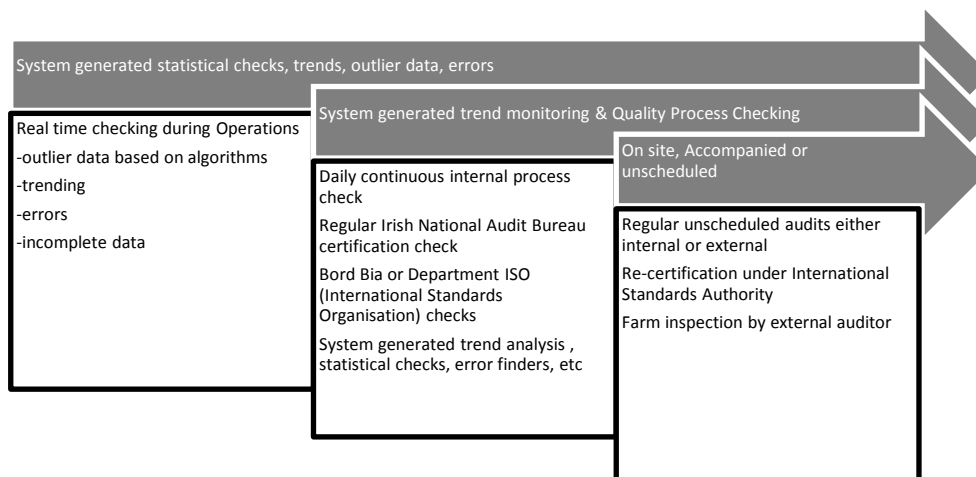 System generated statistical checks, trends, outlier data, errors
Real time checking during Operations
-outlier data based on algorithms
-trending
-errors
-incomplete data
System generated trend monitoring & Quality Process Checking
Daily continuous internal process
check
Regular Irish National Audit Bureau
certification check
Bord Bia or Department ISO
(International Standards
Organisation) checks
System generated trend analysis ,
statistical checks, error finders, etc
On site, Accompanied or
unscheduled
Regular unscheduled audits either
internal or external
Re-certification under International
Standards Authority
Farm inspection by external auditor